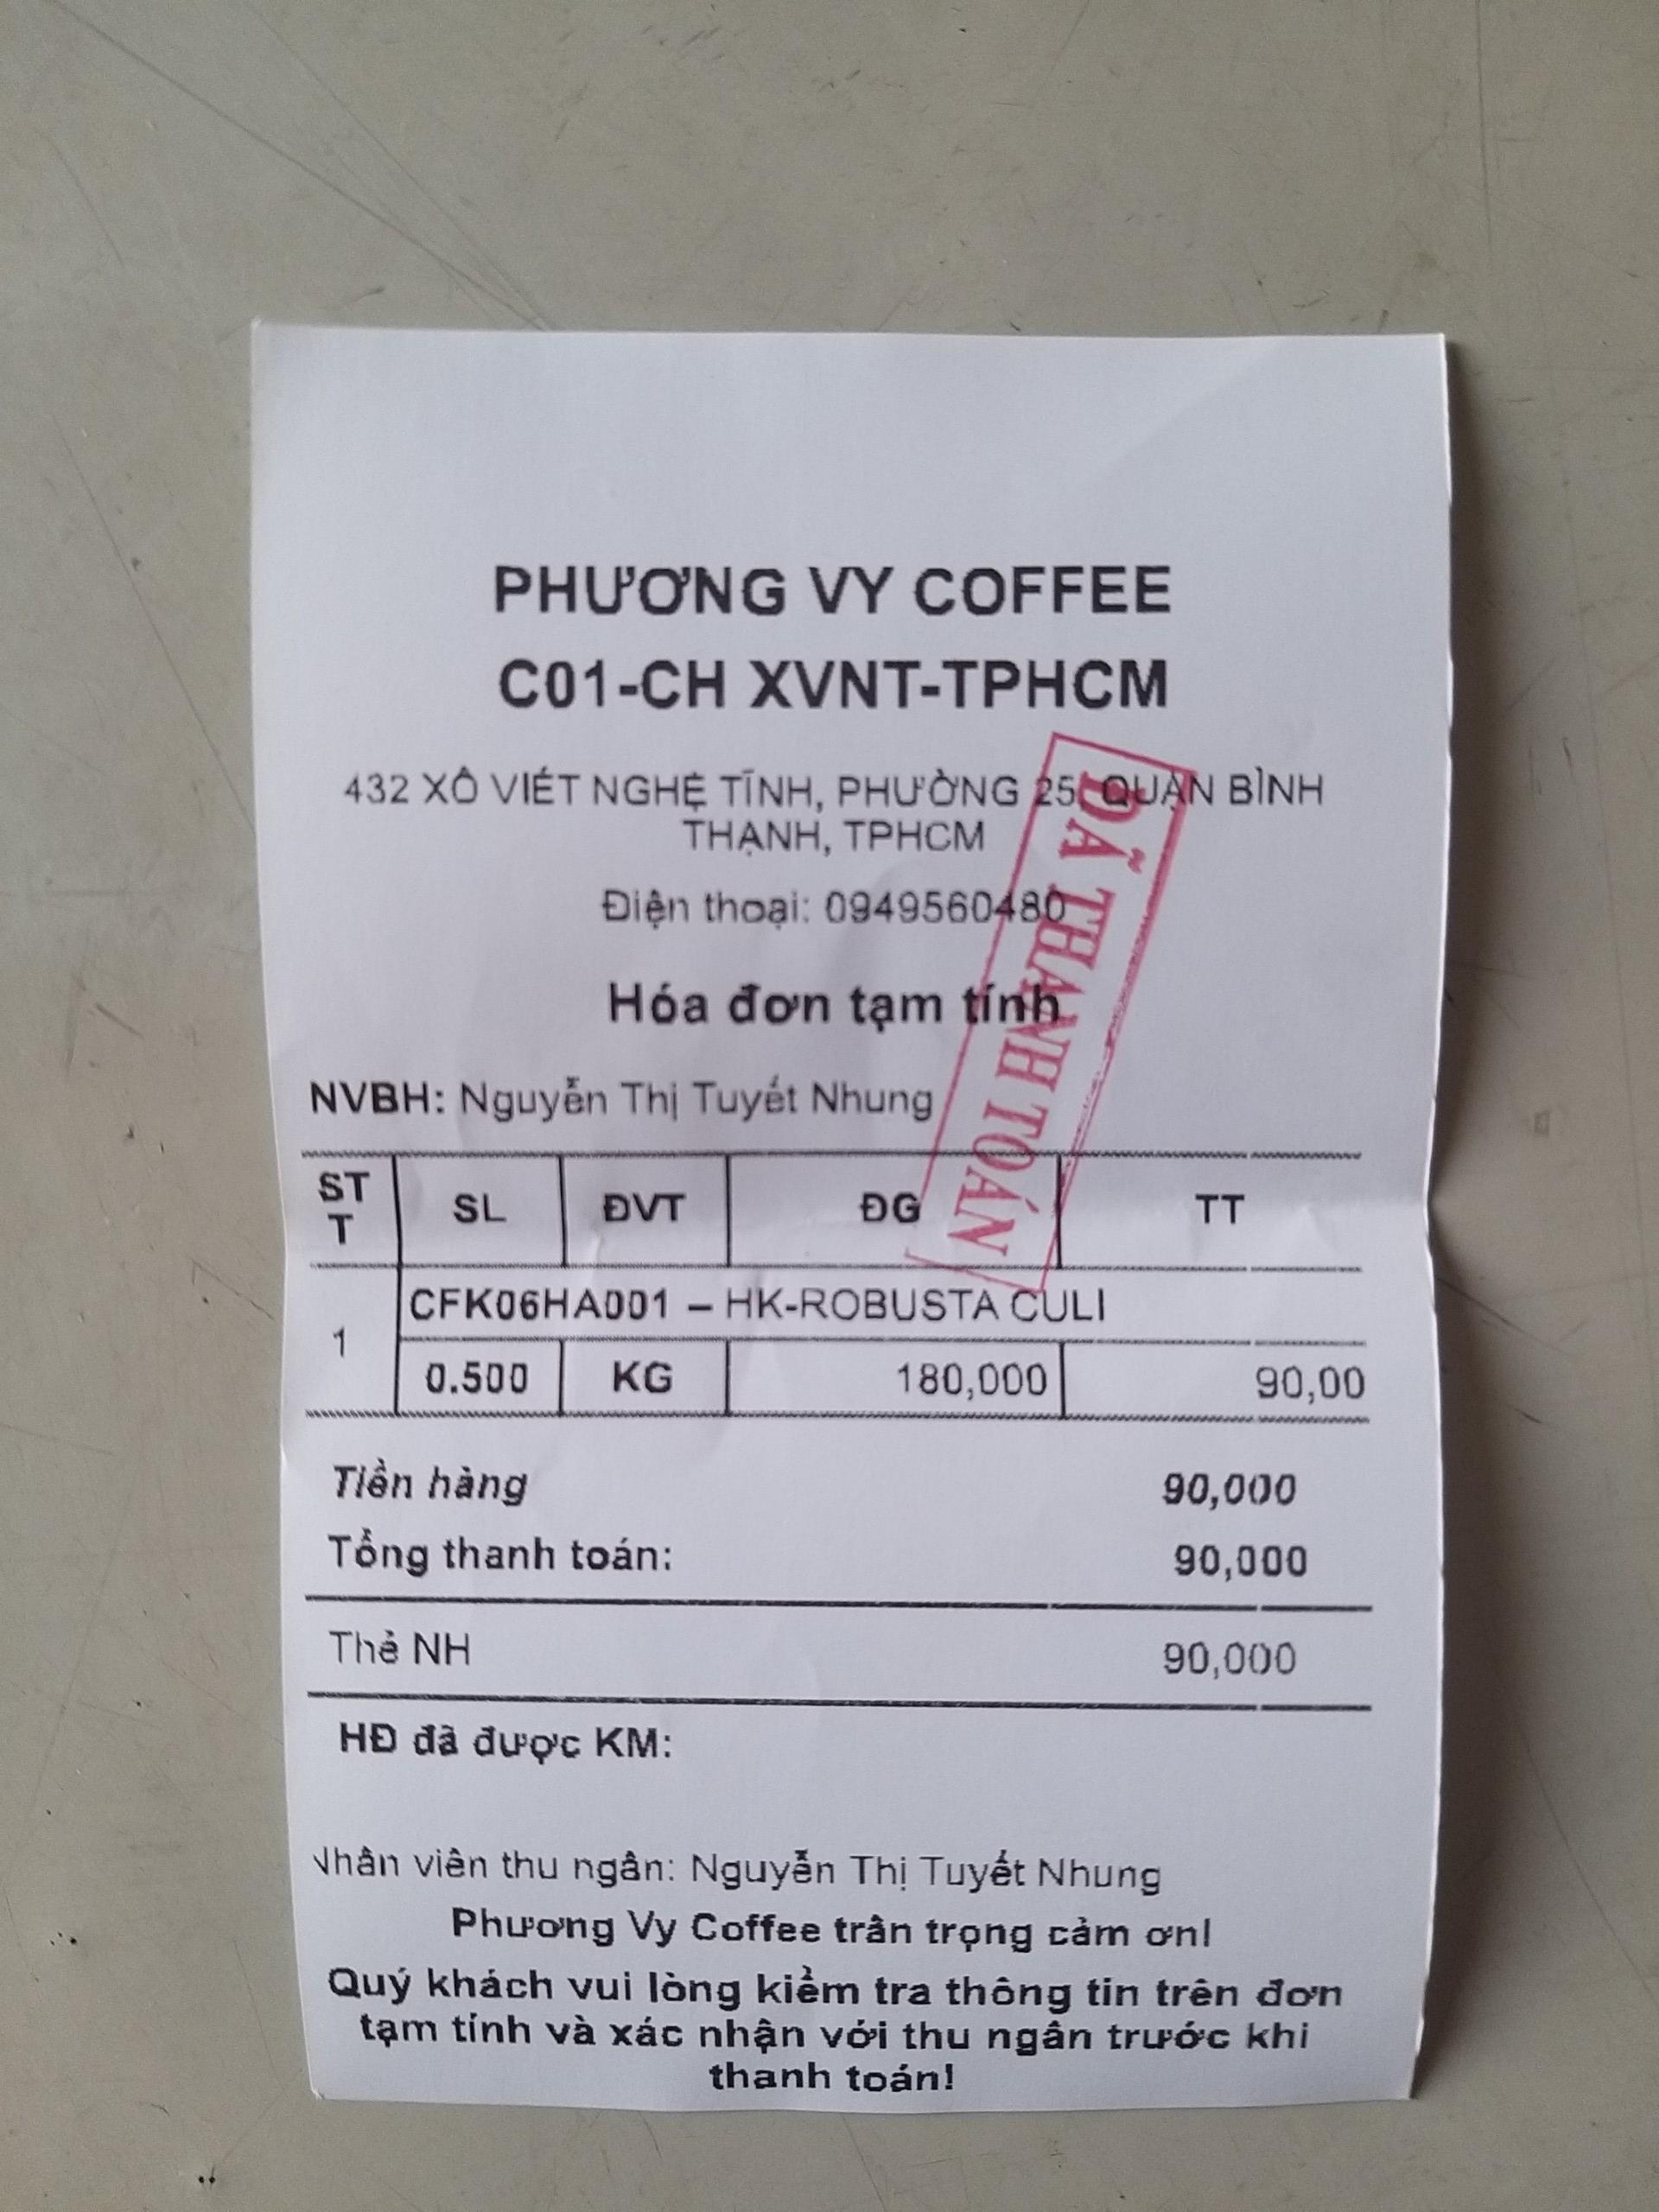 PHƯƠNG VY COFFEE
C01-CH XVNT-TPHCM
432 XÔ VIẾT NGHỆ TĨNH, PHƯỜNG 25, QUẬN BÌNH
THẠNH, TPHCM
Điện thoại: 0949560480
ĐÃ THANH TOÁN
Hóa đơn tạm tính
NVBH: Nguyễn Thị Tuyết Nhung
STT SL ĐVT ĐG TT
CFK06HA001 – HK-ROBUSTA CULI
1 0.500 KG 180,000 90,00
Tiền hàng 90,000
Tổng thanh toán: 90,000
Thẻ NH 90,000
HĐ đã được KM:
Nhân viên thu ngân: Nguyễn Thị Tuyết Nhung
Phương Vy Coffee trân trọng cảm ơn!
Quý khách vui lòng kiểm tra thông tin trên đơn
tạm tính và xác nhận với thu ngân trước khi
thanh toán!